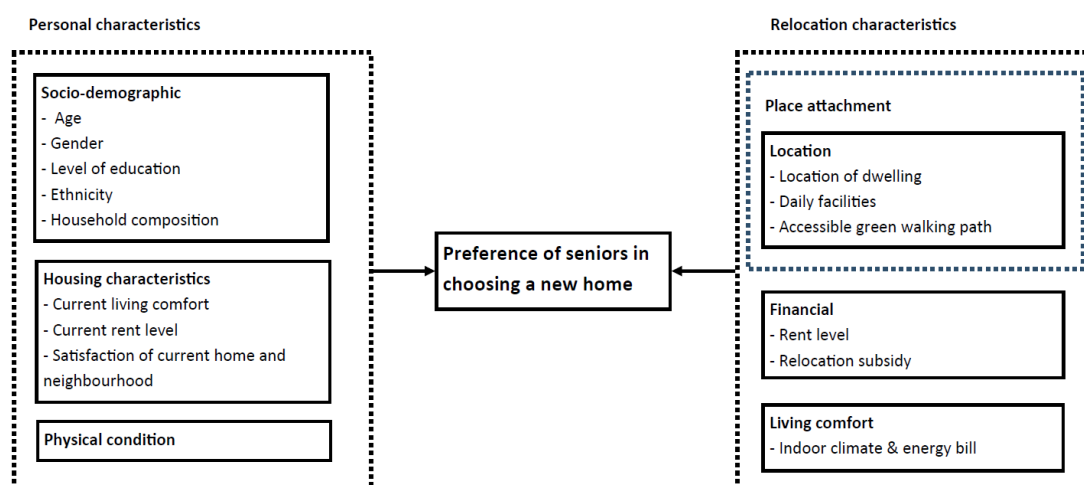 Personal characteristics
Socio-demographic
- Age
- Gender
- Level of education
- Ethnicity
- Household composition
Housing characteristics
- Current living comfort
- Current rent level
- Satisfaction of current home and
neighbourhood
Physical condition
Preference of seniors in
choosing a new home
Relocation characteristics
Place attachment
Location
- Location of dwelling
- Daily facilities
- Accessible green walking path
Financial
- Rent level
- Relocation subsidy
Living comfort
- Indoor climate & energy bill